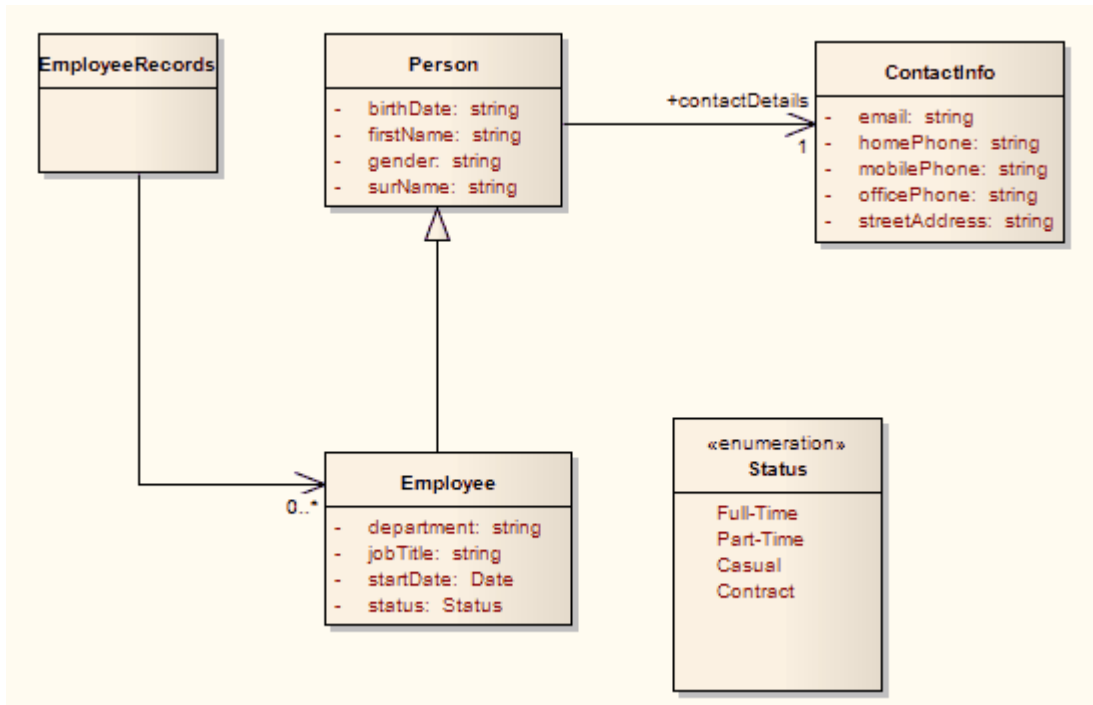 EmployeeRecords
Person
- birthDate: string
- firstName: string
- gender: string
- surName: string
+contactDetails
1
ContactInfo
- email: string
- homePhone: string
- mobilePhone: string
- officePhone: string
- streetAddress: string
0..*
Employee
- department: string
- jobTitle: string
- startDate: Date
- status: Status
«enumeration»
Status
Full-Time
Part-Time
Casual
Contract